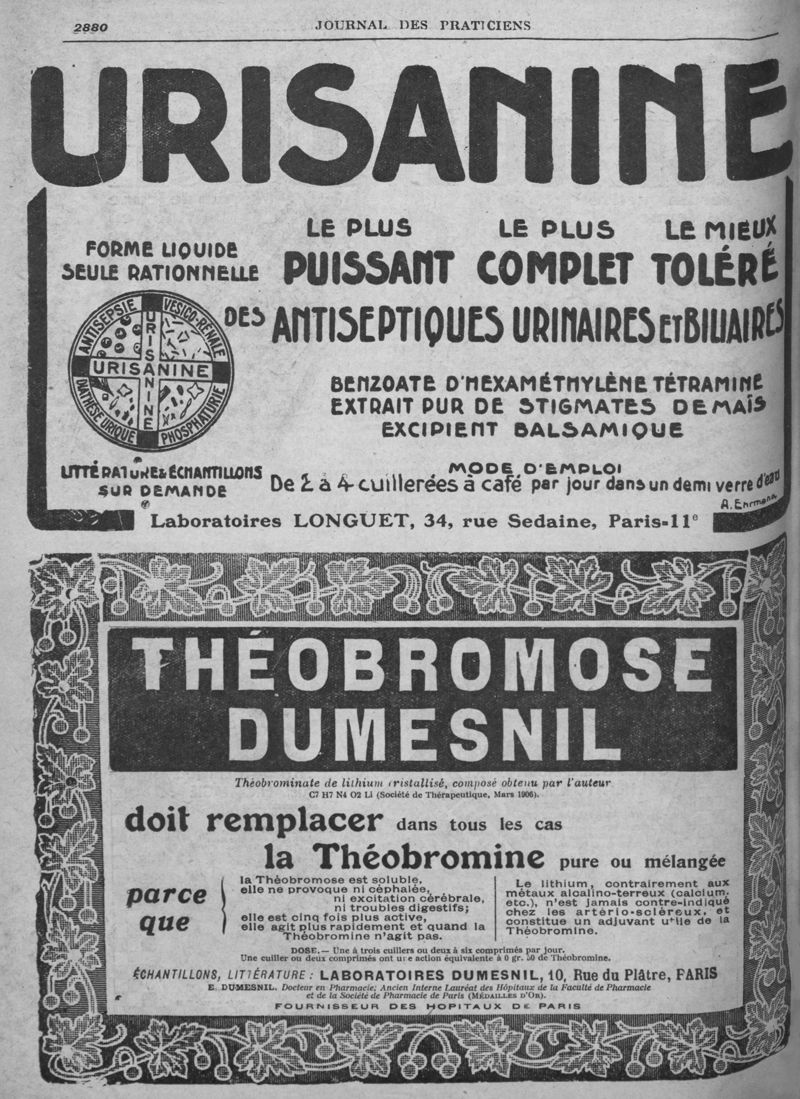 2880
JOURNAL DES PRATICIENS
URISANINE
FORME LIQUIDE
SEULE RATIONNELLE
LE PLUS LE PLUS LE MIEUX
PUISSANT COMPLET TOLÉRÉ
DES ANTISEPTIQUES URINAIRES ET BILIAIRES
ANTISEPSIE VESICO-RÉNALE
URISANINE
URISANINE
DIATHÈSE URIQUE PHOSPHATURIE
BENZOATE D'HEXAMÉTHYLÈNE TÉTRAMINE
EXTRAIT PUR DE STIGMATES DE MAÏS
EXCIPIENT BALSAMIQUE
LITTÉRATURE & ÉCHANTILLONS
SUR DEMANDE
MODE D'EMPLOI
De 2 à 4 cuillerées à café par jour dans un demi verre d'eau
A. Ehrmann
Laboratoires LONGUET, 34, rue Sedaine, Paris-11e
THÉOBROMOSE
DUMESNIL
Théobrominate de lithium cristallisé, composé obtenu par l'auteur
C7 H7 N4 O2 Li (Société de Thérapeutique, Mars 1906).
doit remplacer dans tous les cas
la Théobromine pure ou mélangée
parce
que
la Théobromose est soluble,
elle ne provoque ni céphalée,
ni excitation cérébrale,
ni troubles digestifs;
elle est cinq fois plus active,
elle agit plus rapidement et quand la
Théobromine n'agit pas.
Le lithium, contrairement aux
métaux alcalino-terreux (calcium,
etc.), n'est jamais contre-indiqué
chez les artério-scléreux, et
constitue un adjuvant utile de la
Théobromine.
DOSE. — Une à trois cuillers ou deux à six comprimés par jour.
Une cuiller ou deux comprimés ont une action équivalente à 0 gr. 50 de Théobromine.
ÉCHANTILLONS, LITTÉRATURE : LABORATOIRES DUMESNIL, 10, Rue du Plâtre, PARIS
E. DUMESNIL, Docteur en Pharmacie; Ancien Interne Lauréat des Hôpitaux de la Faculté de Pharmacie
et de la Société de Pharmacie de Paris (MÉDAILLES D'OR).
FOURNISSEUR DES HOPITAUX DE PARIS